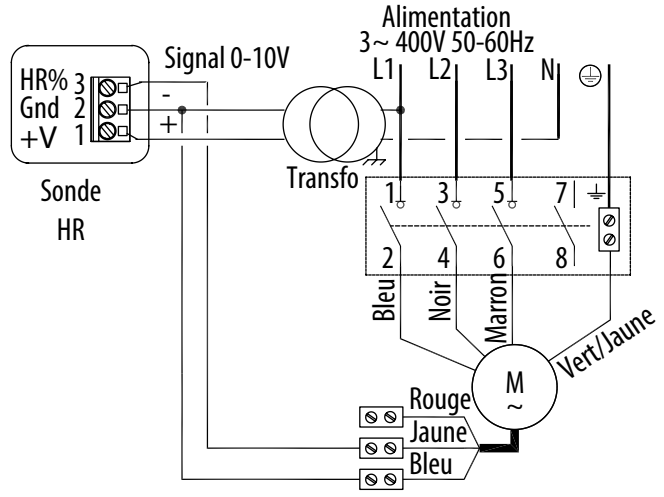 Alimentation
3~ 400V 50-60Hz
Signal 0-10V
L1 L2 L3 N
HR% 3
Gnd 2
+V 1
-
+
Transfo
Sonde
HR
1 3 5 7
2 4 6 8
Bleu
Noir
Marron
Vert/Jaune
M
~
Rouge
Jaune
Bleu